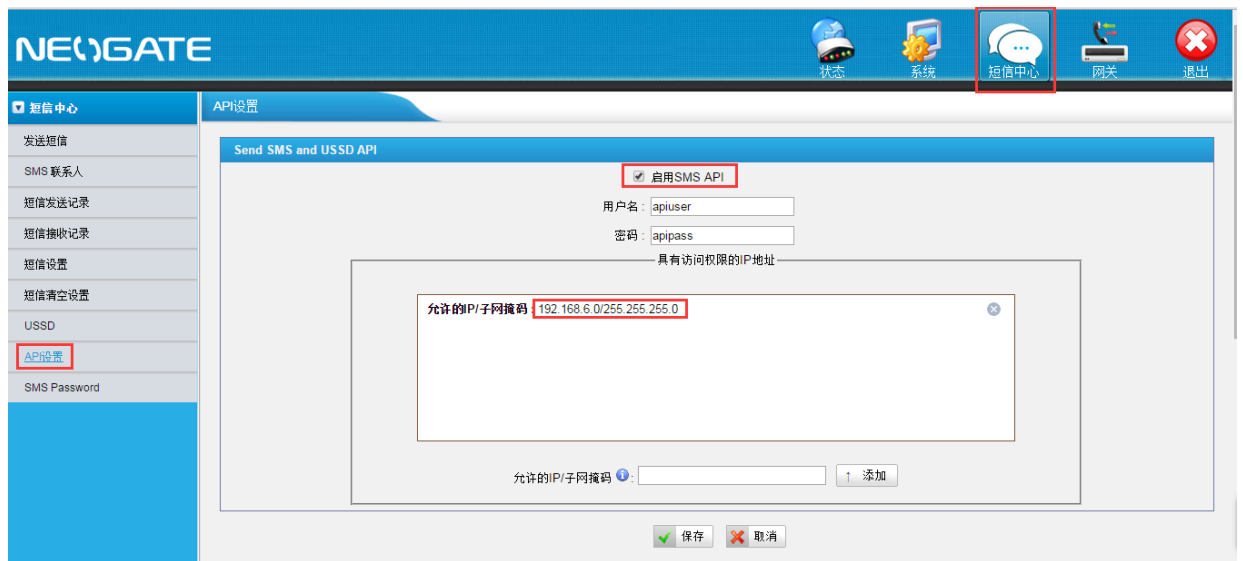 NEOGATE
状态
系统
短信中心
网关
退出
短信中心
发送短信
SMS 联系人
短信发送记录
短信接收记录
短信设置
短信清空设置
USSD
API设置
SMS Password
API设置
Send SMS and USSD API
启用SMS API
用户名 : apiuser
密码 : apipass
具有访问权限的IP地址
允许的IP/子网掩码 : 192.168.6.0/255.255.255.0
允许的IP/子网掩码 :
↑ 添加
保存
取消